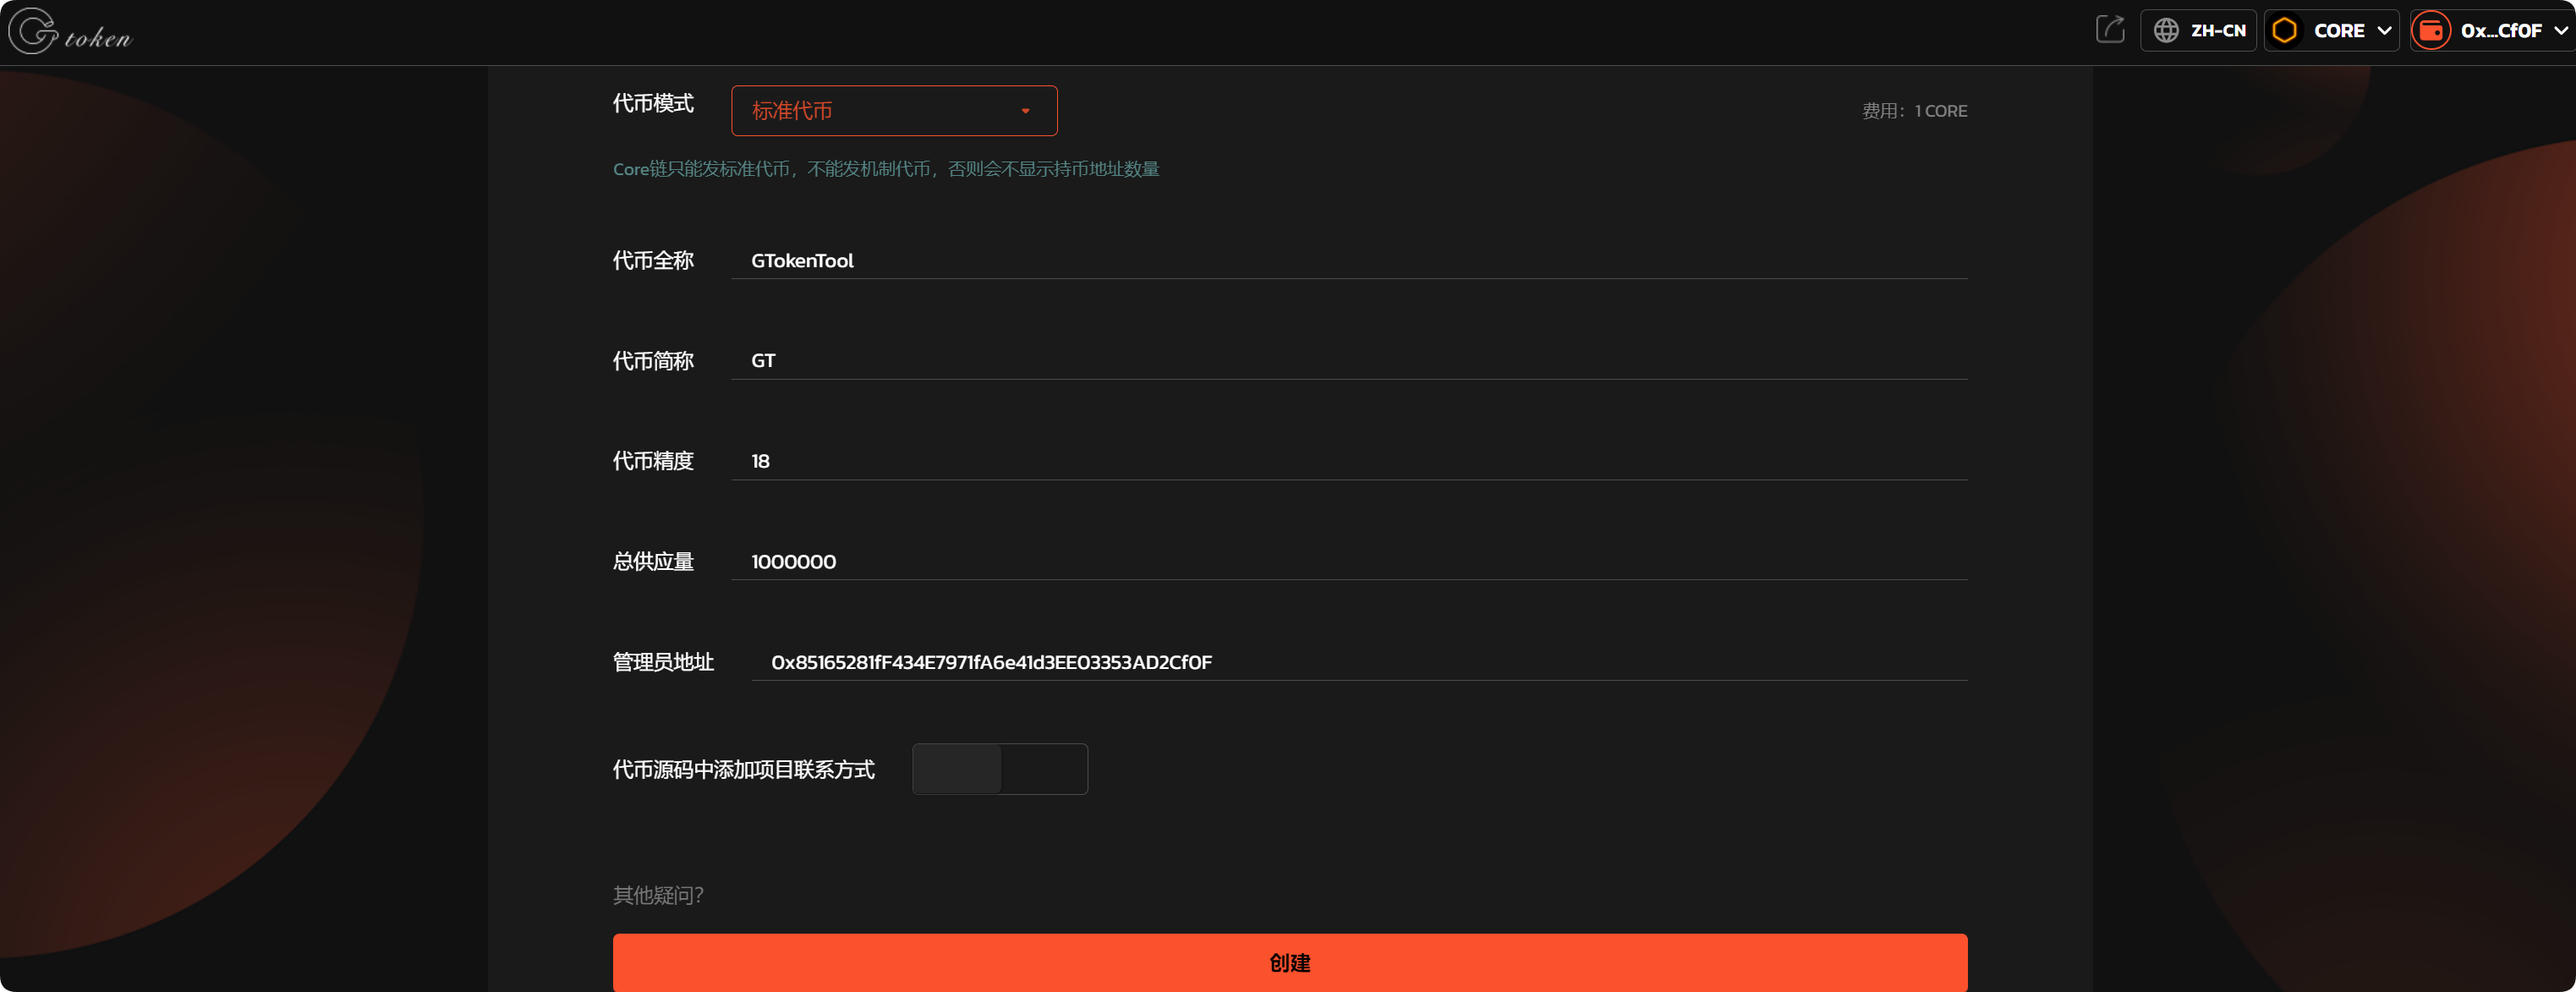 Gtoken
ZH-CN
CORE
0x...Cf0F
代币模式
标准代币
费用：1 CORE
Core链只能发标准代币，不能发机制代币，否则会不显示持币地址数量
代币全称
GTokenTool
代币简称
GT
代币精度
18
总供应量
1000000
管理员地址
0x85165281fF434E7971fA6e41d3EE03353AD2Cf0F
代币源码中添加项目联系方式
其他疑问？
创建